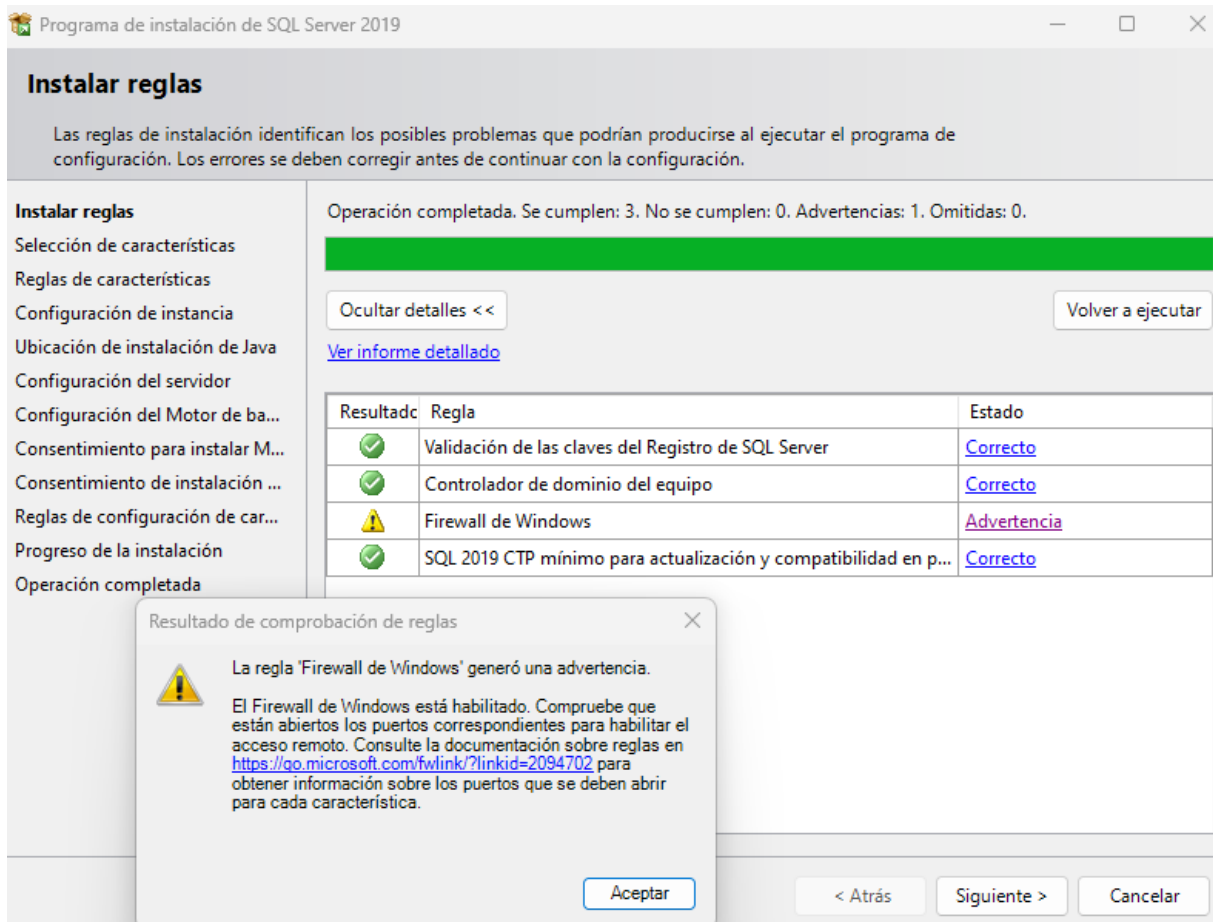 Programa de instalación de SQL Server 2019
Instalar reglas
Las reglas de instalación identifican los posibles problemas que podrían producirse al ejecutar el programa de
configuración. Los errores se deben corregir antes de continuar con la configuración.
Instalar reglas
Selección de características
Reglas de características
Configuración de instancia
Ubicación de instalación de Java
Configuración del servidor
Configuración del Motor de ba...
Consentimiento para instalar M...
Consentimiento de instalación ...
Reglas de configuración de car...
Progreso de la instalación
Operación completada
Operación completada. Se cumplen: 3. No se cumplen: 0. Advertencias: 1. Omitidas: 0.
Ocultar detalles <<
Volver a ejecutar
Ver informe detallado
Resultado Regla Estado
Validación de las claves del Registro de SQL Server Correcto
Controlador de dominio del equipo Correcto
Firewall de Windows Advertencia
SQL 2019 CTP mínimo para actualización y compatibilidad en p... Correcto
Resultado de comprobación de reglas
La regla 'Firewall de Windows' generó una advertencia.
El Firewall de Windows está habilitado. Compruebe que
están abiertos los puertos correspondientes para habilitar el
acceso remoto. Consulte la documentación sobre reglas en
https://go.microsoft.com/fwlink/?linkid=2094702 para
obtener información sobre los puertos que se deben abrir
para cada característica.
Aceptar
< Atrás
Siguiente >
Cancelar